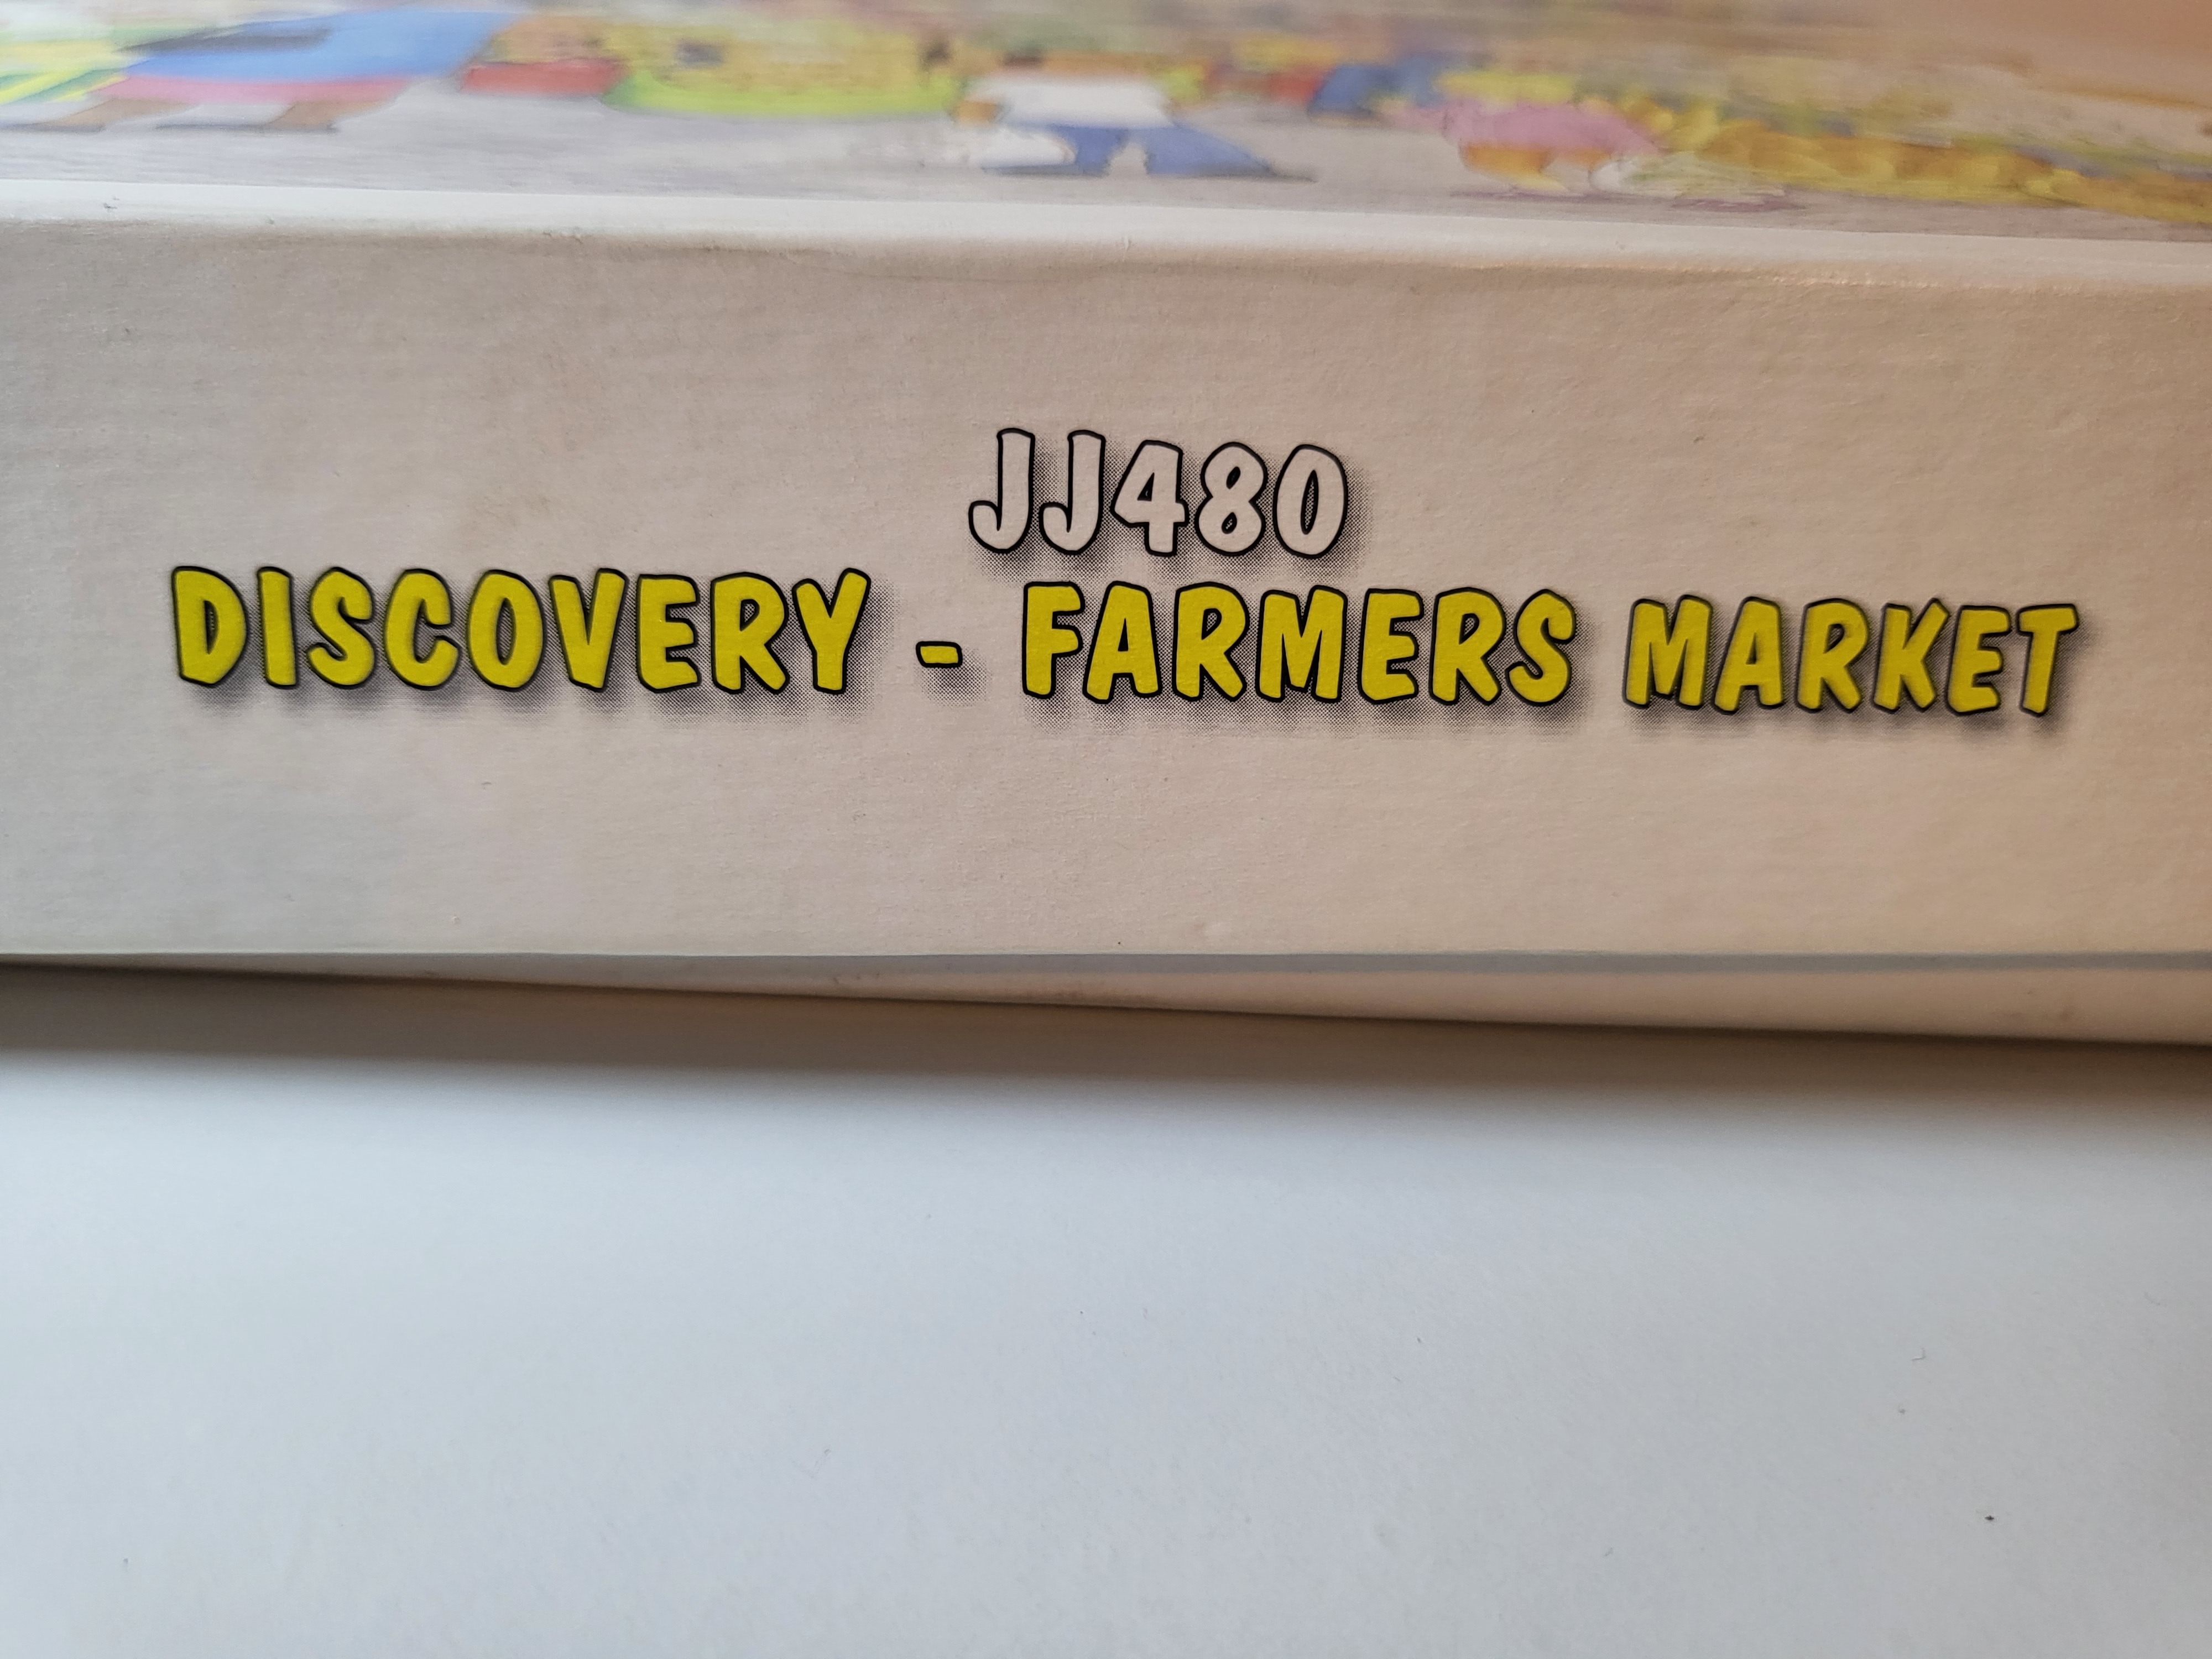 JJ480
DISCOVERY - FARMERS MARKET